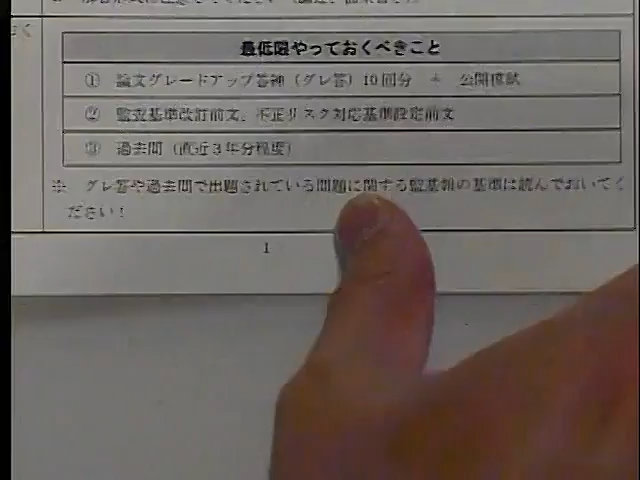 最低限やっておくべきこと
① 論文グレードアップ答練（グレ答）10回分 ＋ 公開模試
② 監査基準改訂前文、不正リスク対応基準設定前文
③ 過去問（直近3年分程度）
※ グレ答や過去問で出題されている問題に関する監基報の基準は読んでおいてく
ださい！
1